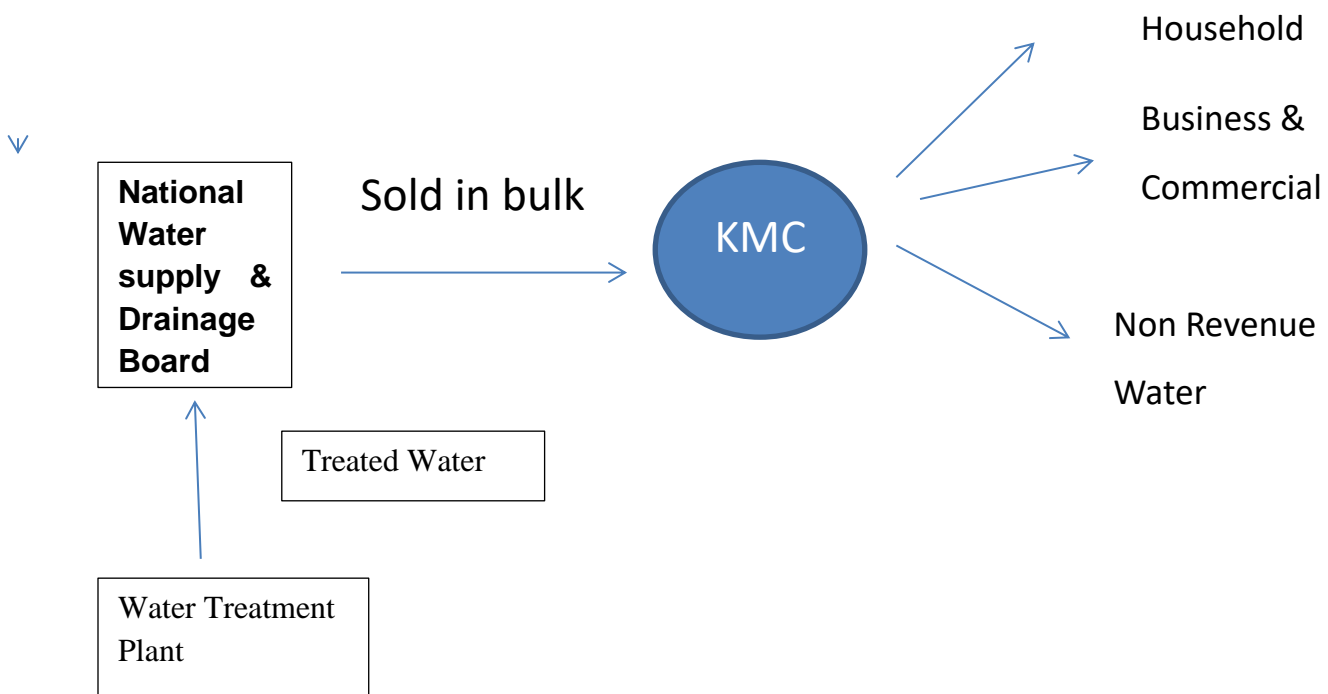 Household
Business &
Commercial
National
Water
supply &
Drainage
Board
Sold in bulk
KMC
Non Revenue
Water
Treated Water
Water Treatment
Plant